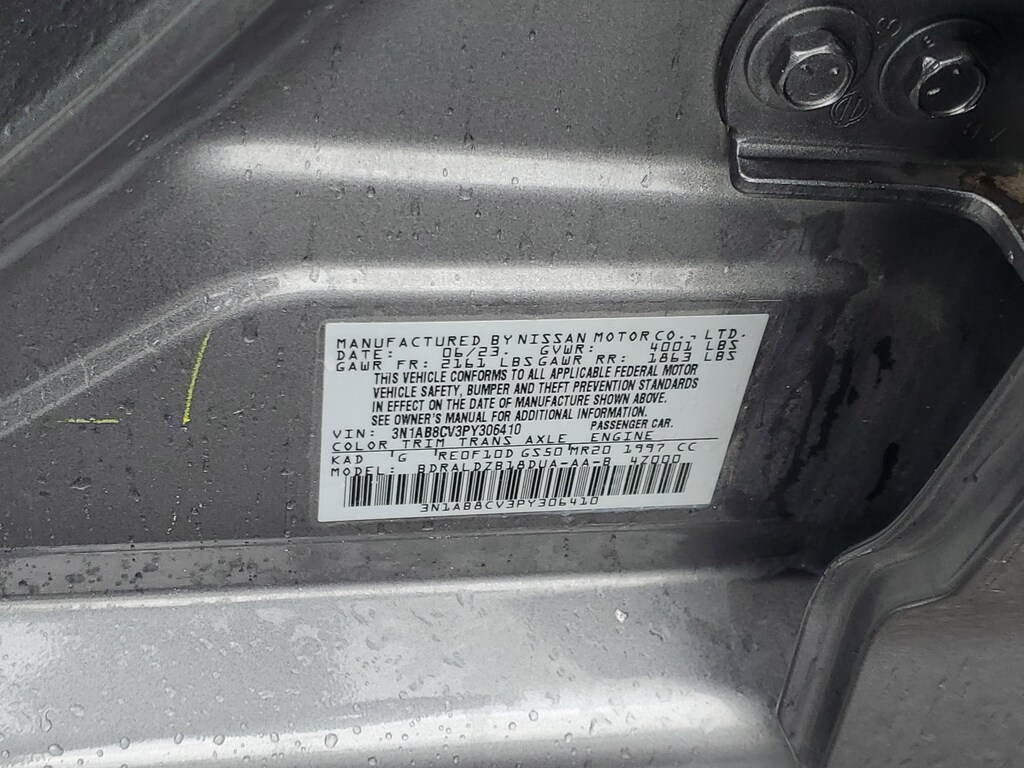 MANUFACTURED BY NISSAN MOTOR CO., LTD.
DATE: 06/23. GVWR: 4001 LBS
GAWR FR: 2161 LBS GAWR RR: 1863 LBS
THIS VEHICLE CONFORMS TO ALL APPLICABLE FEDERAL MOTOR
VEHICLE SAFETY, BUMPER AND THEFT PREVENTION STANDARDS
IN EFFECT ON THE DATE OF MANUFACTURE SHOWN ABOVE.
SEE OWNER'S MANUAL FOR ADDITIONAL INFORMATION.
VIN: 3N1AB8CV3PY306410 PASSENGER CAR.
COLOR TRIM TRANS AXLE ENGINE
KAD 'G RE0F10D GS50 MR20 1997 CC
MODEL: BDRALDZB18DUA-AA-B 47000
3N1AB8CV3PY306410